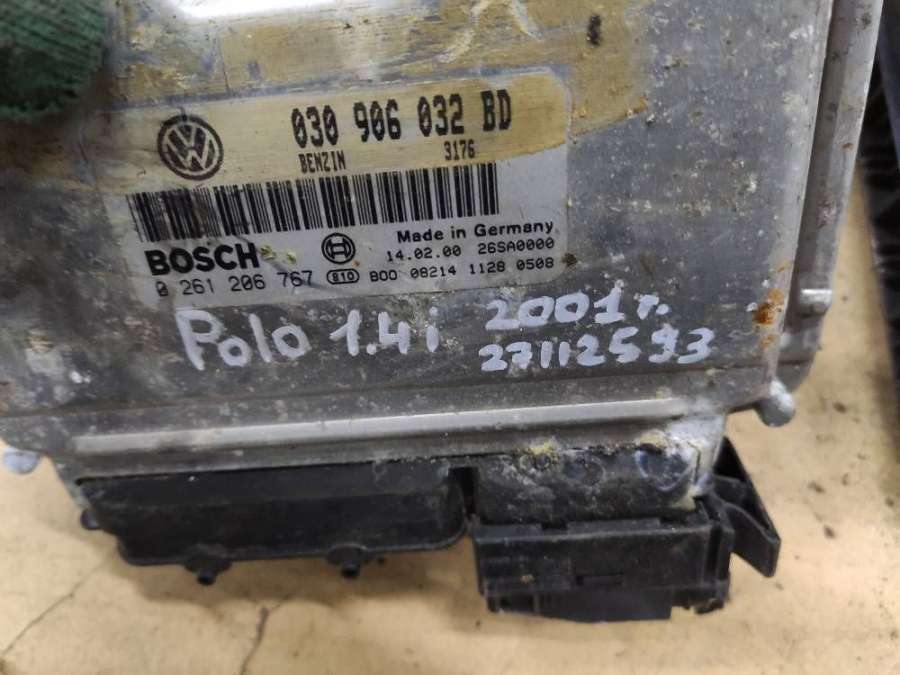 030 906 032 BD
BENZIN 3176
Made in Germany
BOSCH 14.02.00 26SA0000
0 261 206 767 810 B00 08214 1128 0508
Polo 1.4i 2001г.
27112593